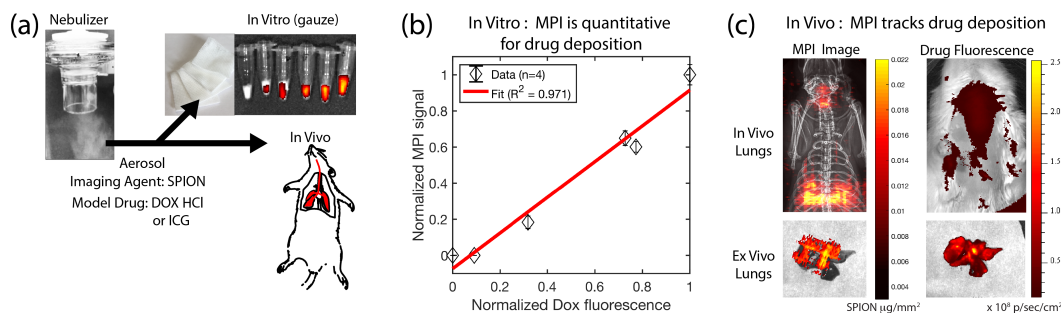 (a)
Nebulizer
In Vitro (gauze)
In Vivo
Aerosol
Imaging Agent: SPION
Model Drug: DOX HCl
or ICG
(b)
In Vitro : MPI is quantitative
for drug deposition
Normalized MPI signal
1
0.8
0.6
0.4
0.2
0
Data (n=4)
Fit (R² = 0.971)
0
0.2
0.4
0.6
0.8
1
Normalized Dox fluorescence
(c)
In Vivo : MPI tracks drug deposition
MPI Image
Drug Fluorescence
In Vivo
Lungs
Ex Vivo
Lungs
0.022
0.020
0.018
0.016
0.014
0.012
0.012
0.008
0.006
0.004
SPION µg/mm²
2.5
2.0
1.5
1.0
0.5
x 10⁸ p/sec/cm²